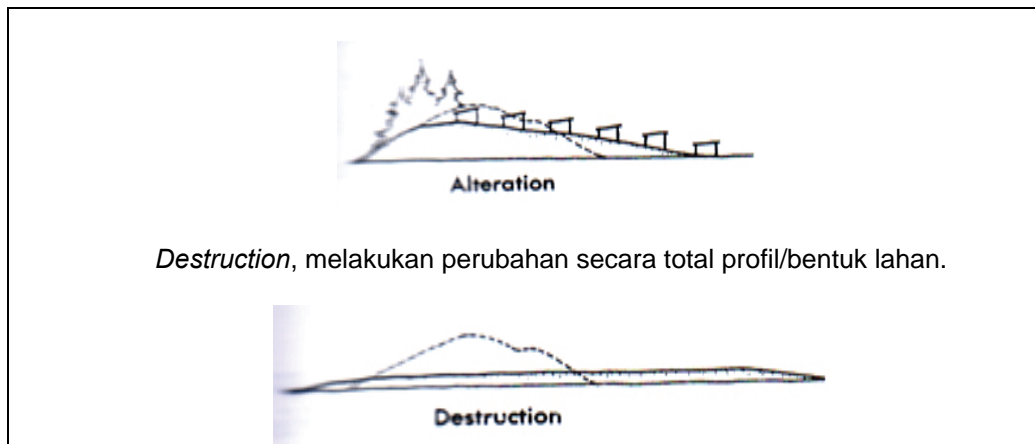 Alteration
Destruction, melakukan perubahan secara total profil/bentuk lahan.
Destruction